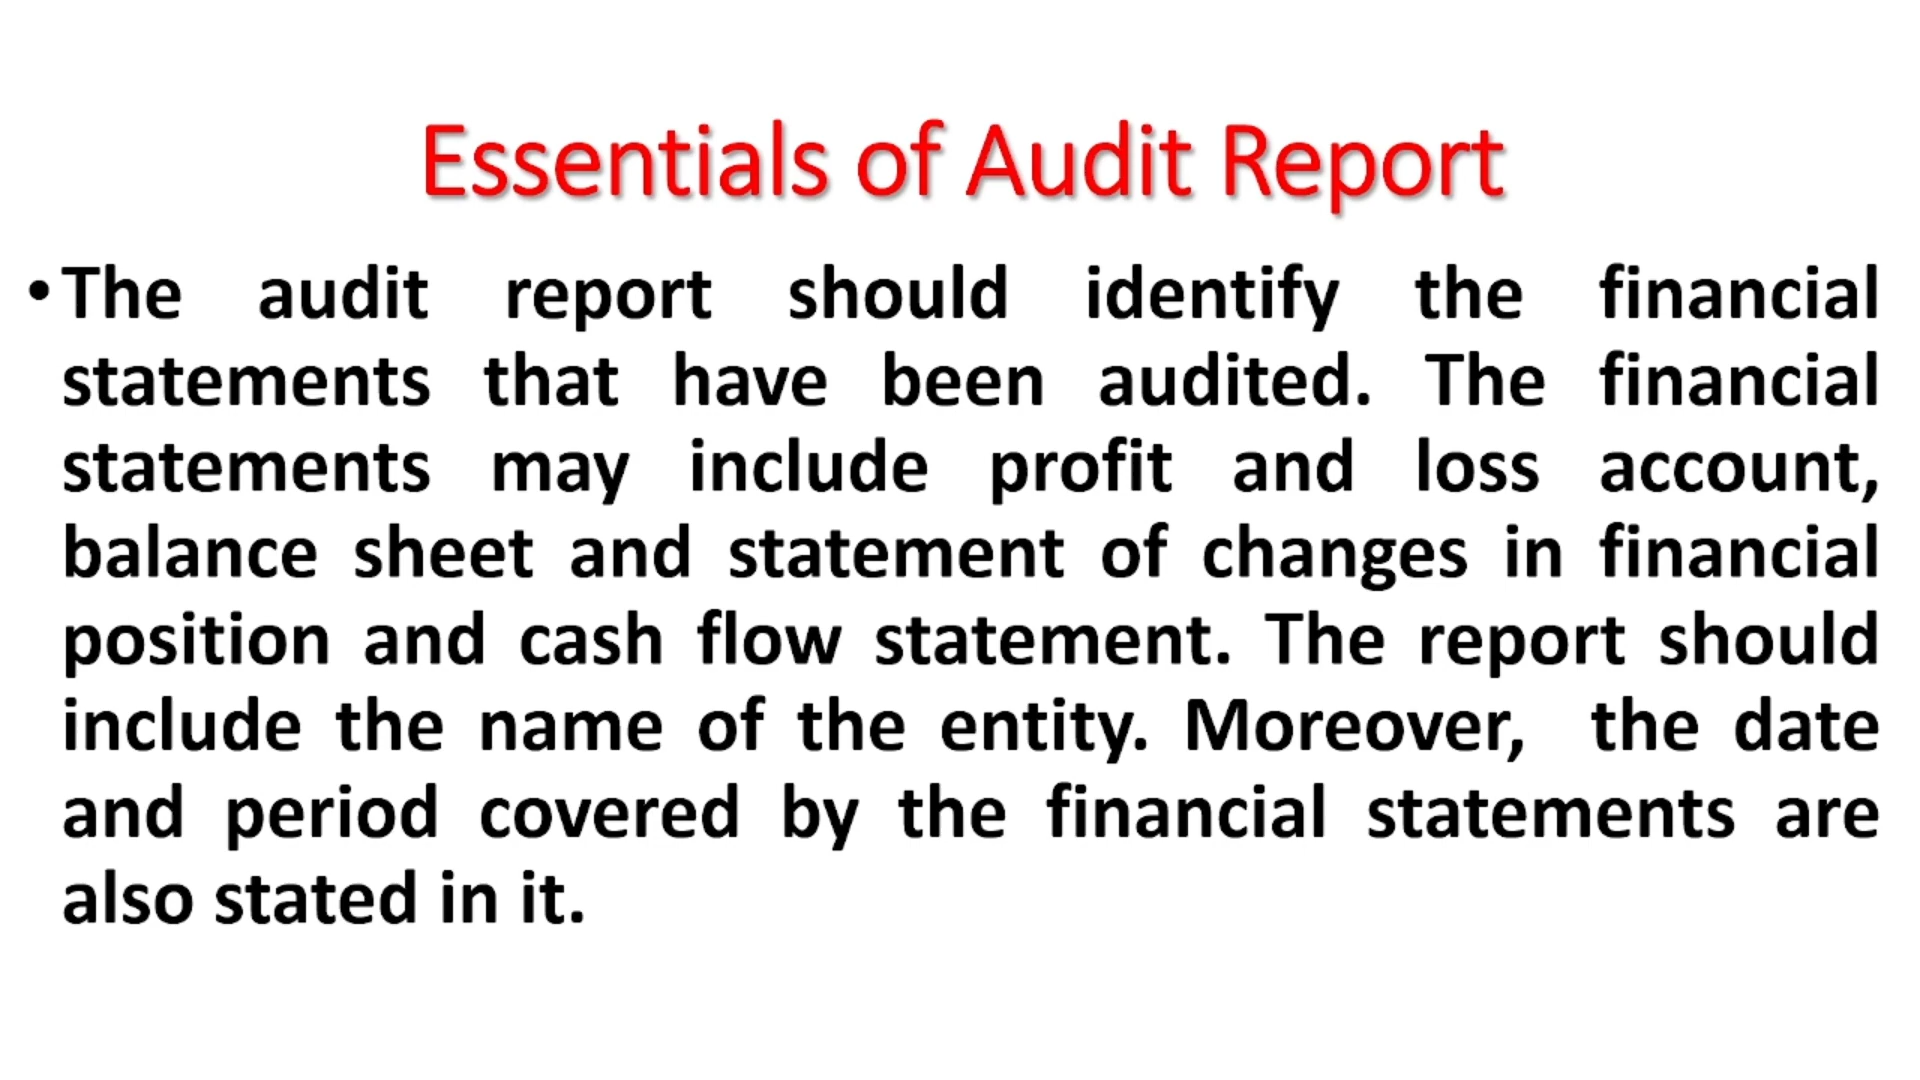 Essentials of Audit Report
• The audit report should identify the financial
statements that have been audited. The financial
statements may include profit and loss account,
balance sheet and statement of changes in financial
position and cash flow statement. The report should
include the name of the entity. Moreover, the date
and period covered by the financial statements are
also stated in it.